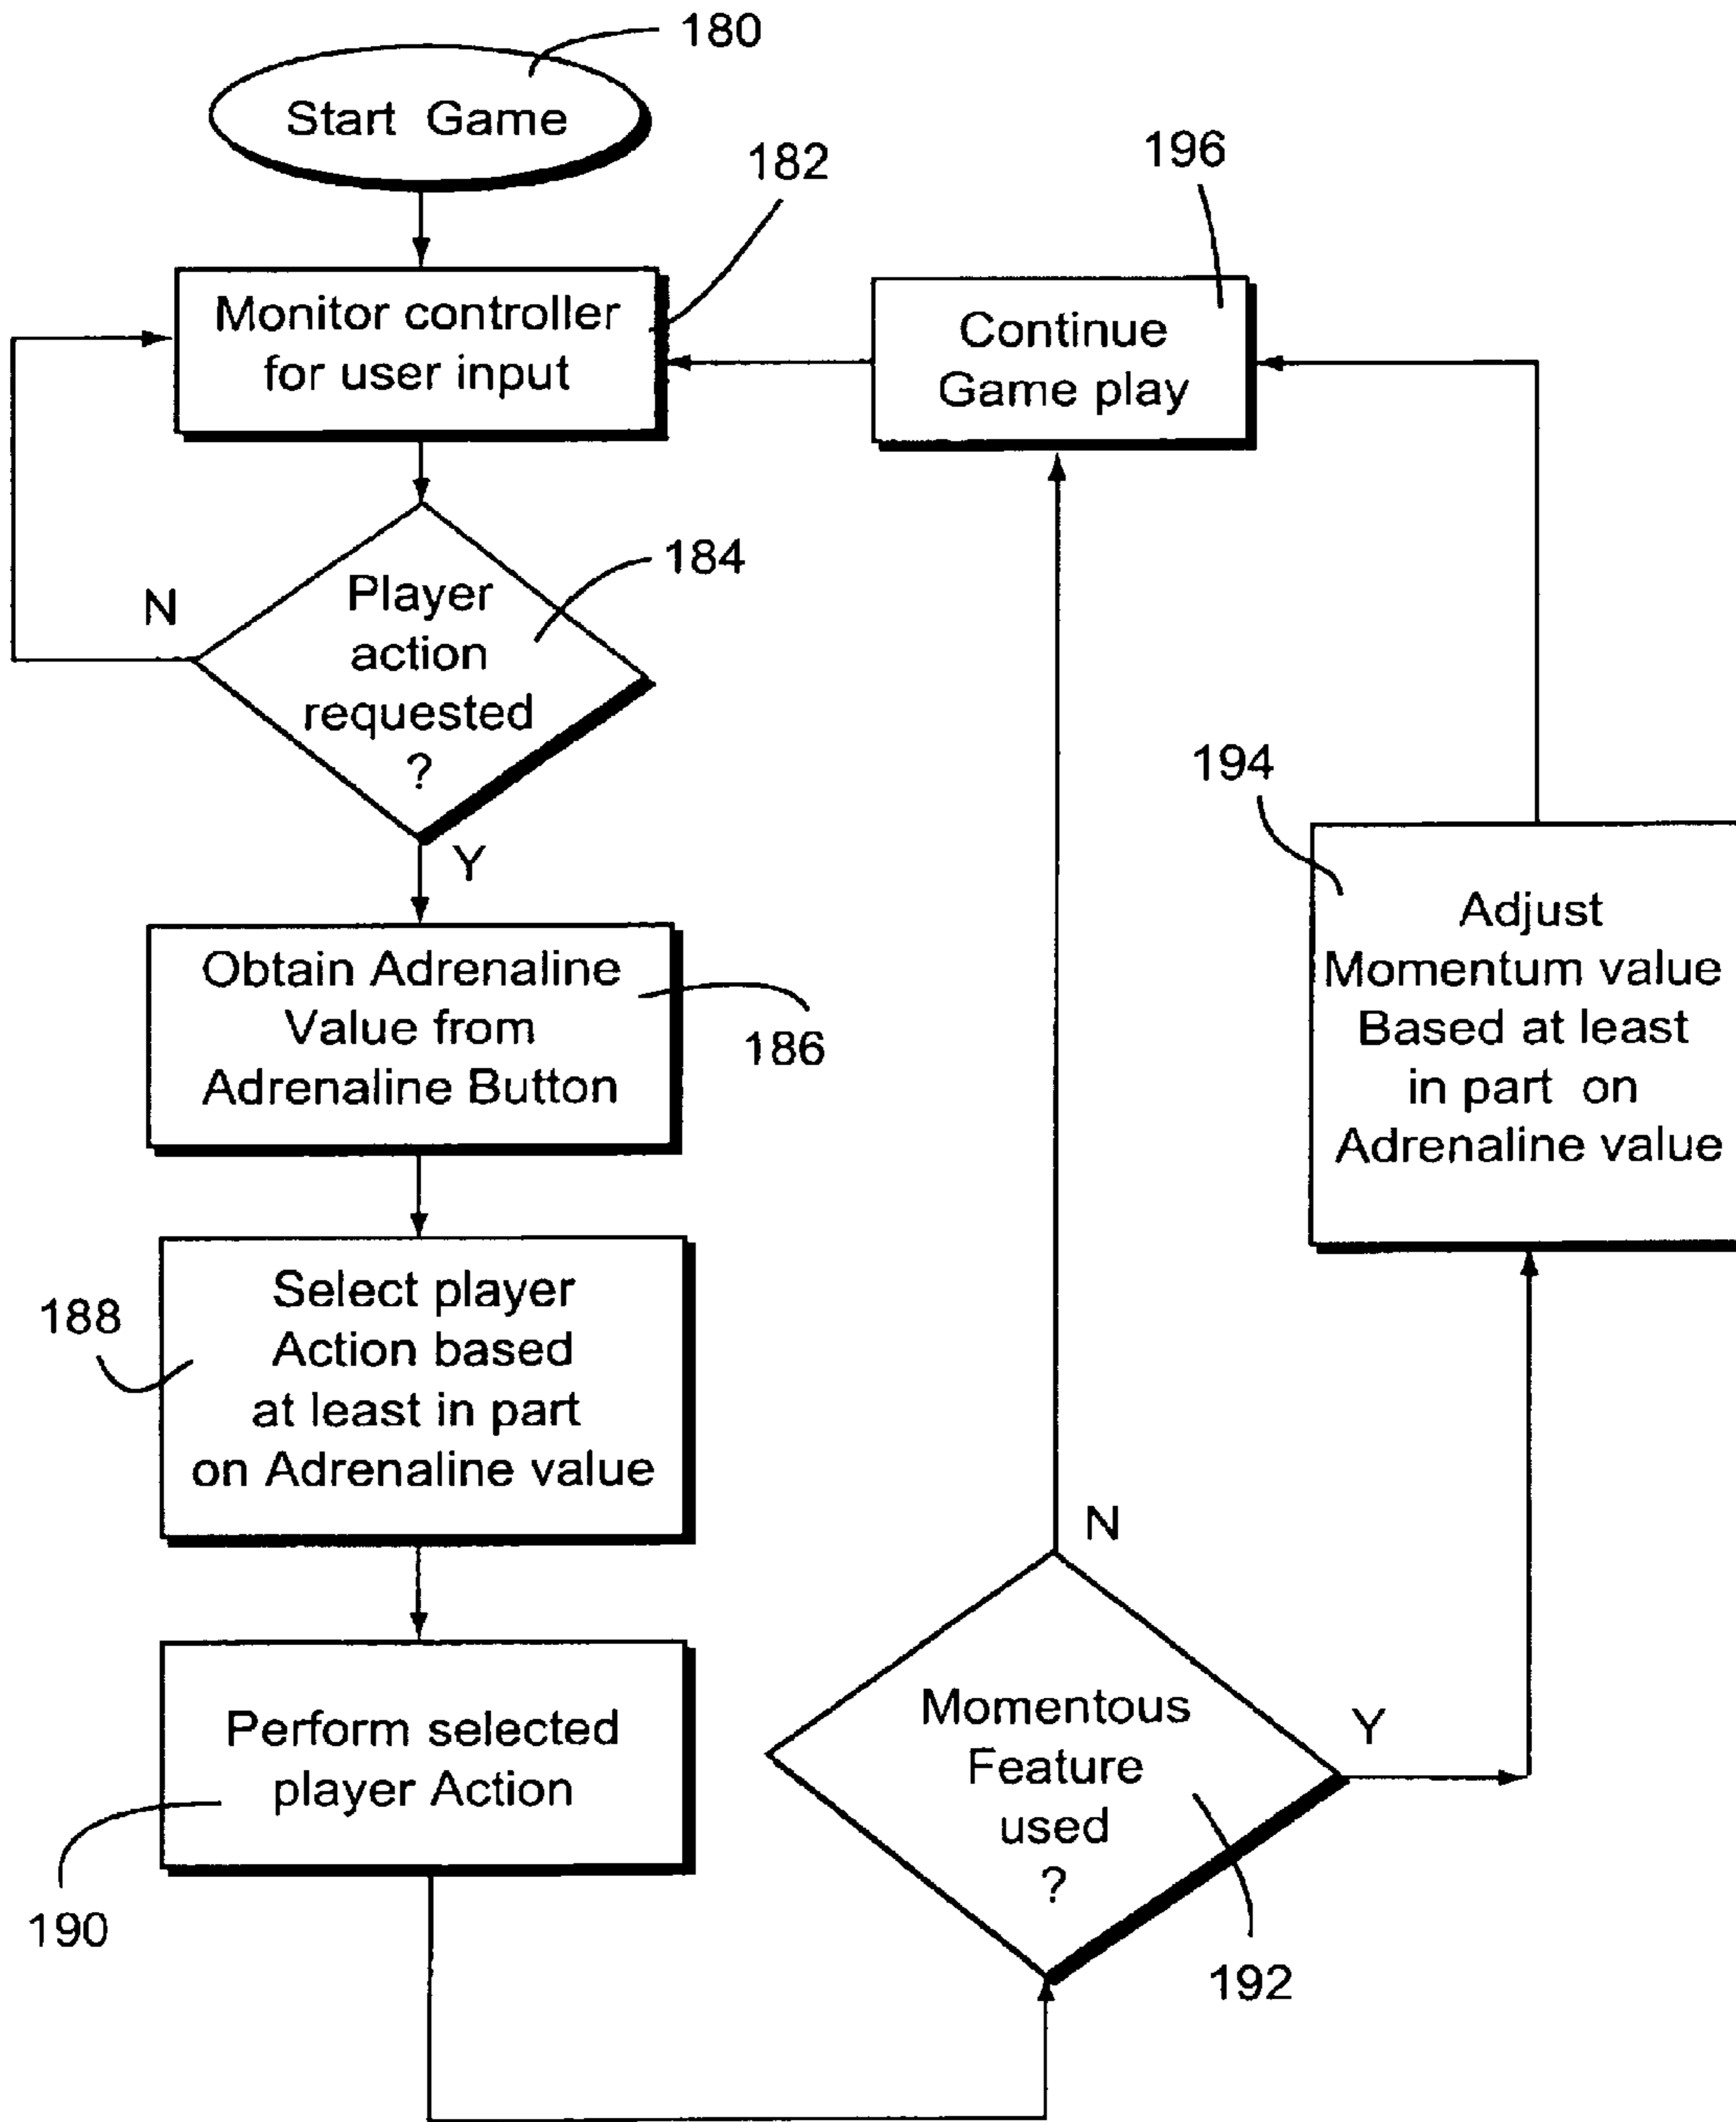 180
Start Game
182
196
Monitor controller
for user input
Continue
Game play
184
N
Player
action
requested
?
Y
194
Obtain Adrenaline
Value from
Adrenaline Button
186
Adjust
Momentum value
Based at least
in part on
Adrenaline value
188
Select player
Action based
at least in part
on Adrenaline value
N
Perform selected
player Action
190
Momentous
Feature
used
?
Y
192